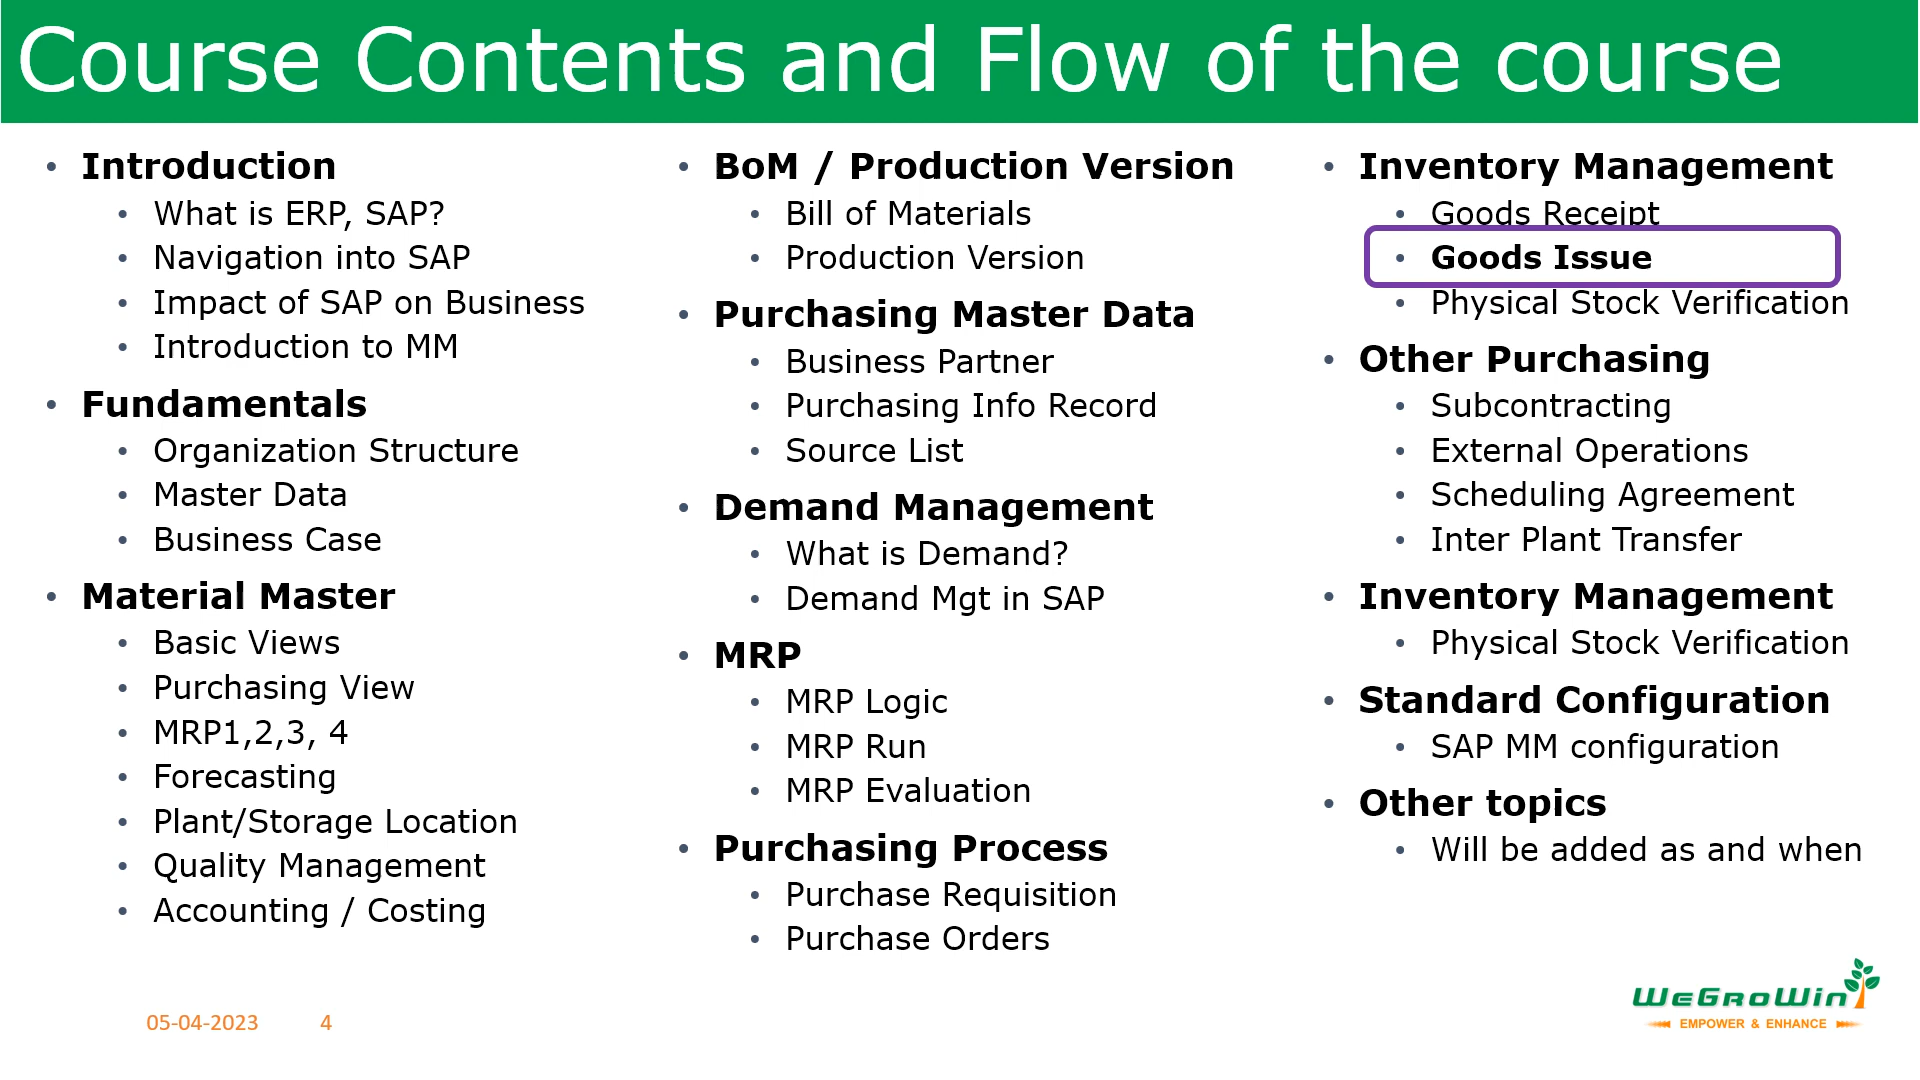 Course Contents and Flow of the course
• Introduction
• What is ERP, SAP?
• Navigation into SAP
• Impact of SAP on Business
• Introduction to MM
• Fundamentals
• Organization Structure
• Master Data
• Business Case
• Material Master
• Basic Views
• Purchasing View
• MRP1,2,3, 4
• Forecasting
• Plant/Storage Location
• Quality Management
• Accounting / Costing
• BoM / Production Version
• Bill of Materials
• Production Version
• Purchasing Master Data
• Business Partner
• Purchasing Info Record
• Source List
• Demand Management
• What is Demand?
• Demand Mgt in SAP
• MRP
• MRP Logic
• MRP Run
• MRP Evaluation
• Purchasing Process
• Purchase Requisition
• Purchase Orders
• Inventory Management
• Goods Receipt
• Goods Issue
• Physical Stock Verification
• Other Purchasing
• Subcontracting
• External Operations
• Scheduling Agreement
• Inter Plant Transfer
• Inventory Management
• Physical Stock Verification
• Standard Configuration
• SAP MM configuration
• Other topics
• Will be added as and when
05-04-2023 4
WeGroWin
EMPOWER & ENHANCE